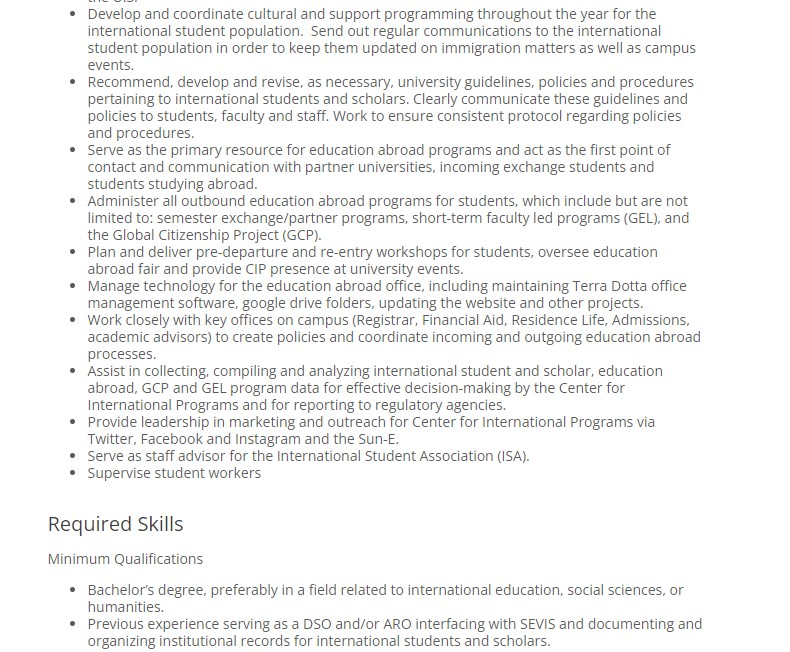 Develop and coordinate cultural and support programming throughout the year for the
international student population.  Send out regular communications to the international
student population in order to keep them updated on immigration matters as well as campus
events.
Recommend, develop and revise, as necessary, university guidelines, policies and procedures
pertaining to international students and scholars. Clearly communicate these guidelines and
policies to students, faculty and staff. Work to ensure consistent protocol regarding policies
and procedures.
Serve as the primary resource for education abroad programs and act as the first point of
contact and communication with partner universities, incoming exchange students and
students studying abroad.
Administer all outbound education abroad programs for students, which include but are not
limited to: semester exchange/partner programs, short-term faculty led programs (GEL), and
the Global Citizenship Project (GCP).
Plan and deliver pre-departure and re-entry workshops for students, oversee education
abroad fair and provide CIP presence at university events.
Manage technology for the education abroad office, including maintaining Terra Dotta office
management software, google drive folders, updating the website and other projects.
Work closely with key offices on campus (Registrar, Financial Aid, Residence Life, Admissions,
academic advisors) to create policies and coordinate incoming and outgoing education abroad
processes.
Assist in collecting, compiling and analyzing international student and scholar, education
abroad, GCP and GEL program data for effective decision-making by the Center for
International Programs and for reporting to regulatory agencies.
Provide leadership in marketing and outreach for Center for International Programs via
Twitter, Facebook and Instagram and the Sun-E.
Serve as staff advisor for the International Student Association (ISA).
Supervise student workers
Required Skills
Minimum Qualifications
Bachelor's degree, preferably in a field related to international education, social sciences, or
humanities.
Previous experience serving as a DSO and/or ARO interfacing with SEVIS and documenting and
organizing institutional records for international students and scholars.